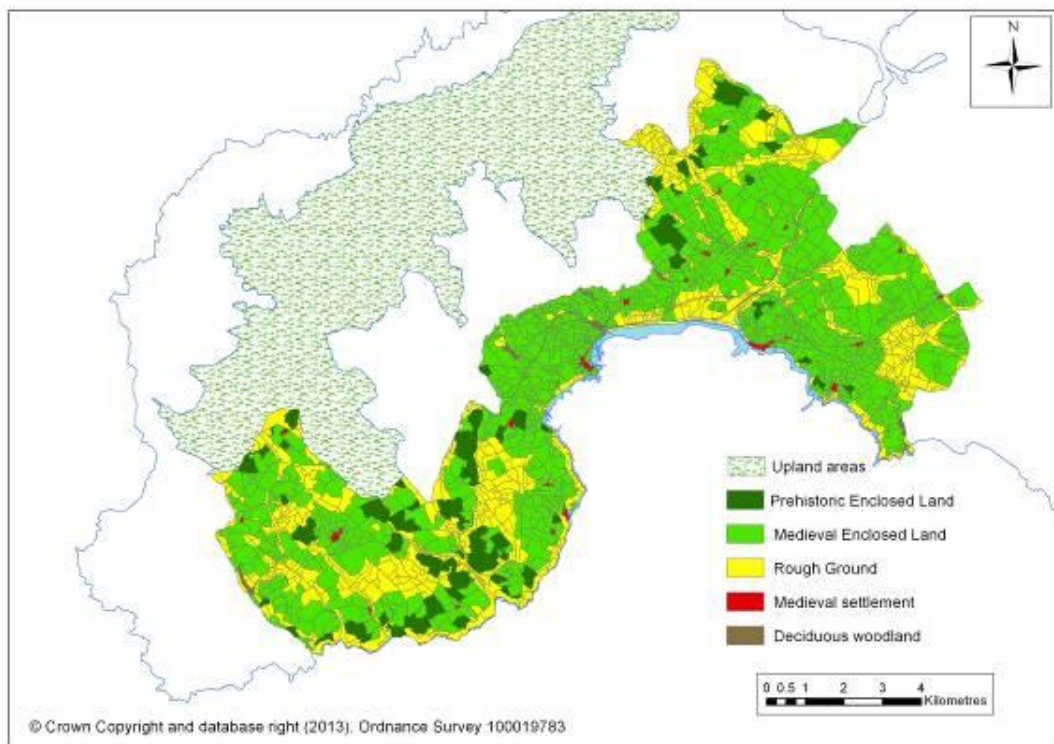 N
Upland areas
Prehistoric Enclosed Land
Medieval Enclosed Land
Rough Ground
Medieval settlement
Deciduous woodland
0 0.5 1 2 3 4
Kilometres
© Crown Copyright and database right (2013). Ordnance Survey 100019783